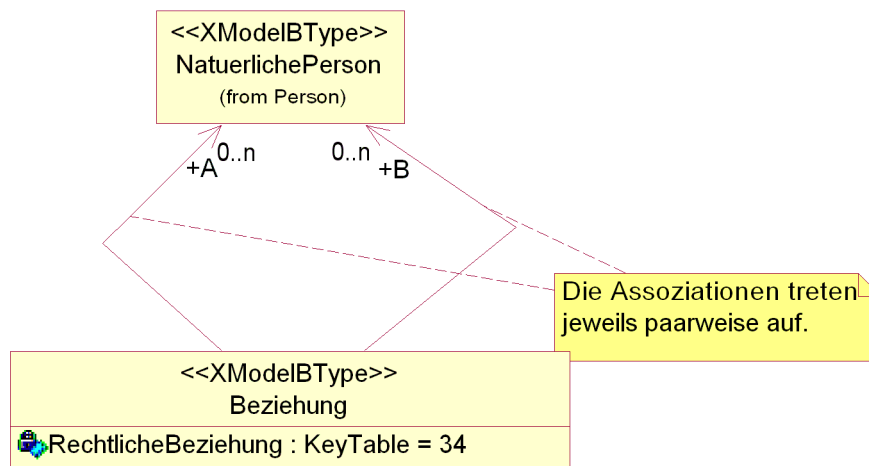 <<XModelBType>>
NatuerlichePerson
(from Person)
+A
0..n
0..n
+B
Die Assoziationen treten
jeweils paarweise auf.
<<XModelBType>>
Beziehung
RechtlicheBeziehung : KeyTable = 34